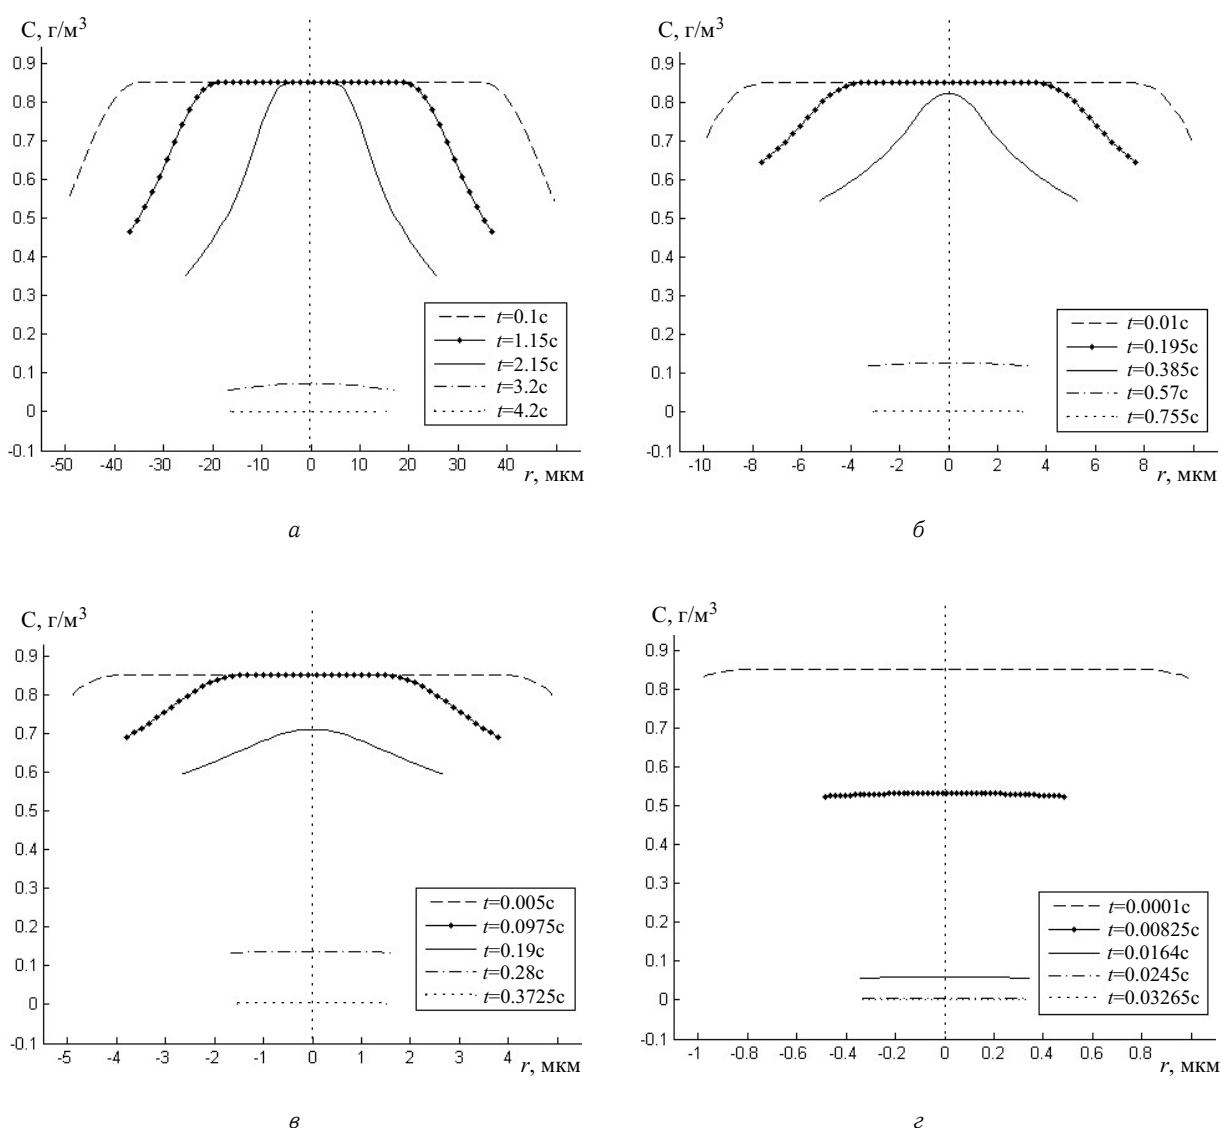 C, г/м³
0.9
0.8
0.7
0.6
0.5
0.4
0.3
0.2
0.1
0
-0.1
-50 -40 -30 -20 -10 0 10 20 30 40
r, мкм
t=0.1c
t=1.15c
t=2.15c
t=3.2c
t=4.2c
а
C, г/м³
0.9
0.8
0.7
0.6
0.5
0.4
0.3
0.2
0.1
0
-0.1
-10 -8 -6 -4 -2 0 2 4 6 8
r, мкм
t=0.01c
t=0.195c
t=0.385c
t=0.57c
t=0.755c
б
C, г/м³
0.9
0.8
0.7
0.6
0.5
0.4
0.3
0.2
0.1
0
-0.1
-5 -4 -3 -2 -1 0 1 2 3 4
r, мкм
t=0.005c
t=0.0975c
t=0.19c
t=0.28c
t=0.3725c
в
C, г/м³
0.9
0.8
0.7
0.6
0.5
0.4
0.3
0.2
0.1
0
-0.1
-1 -0.8 -0.6 -0.4 -0.2 0 0.2 0.4 0.6 0.8
r, мкм
t=0.0001c
t=0.00825c
t=0.0164c
t=0.0245c
t=0.03265c
г